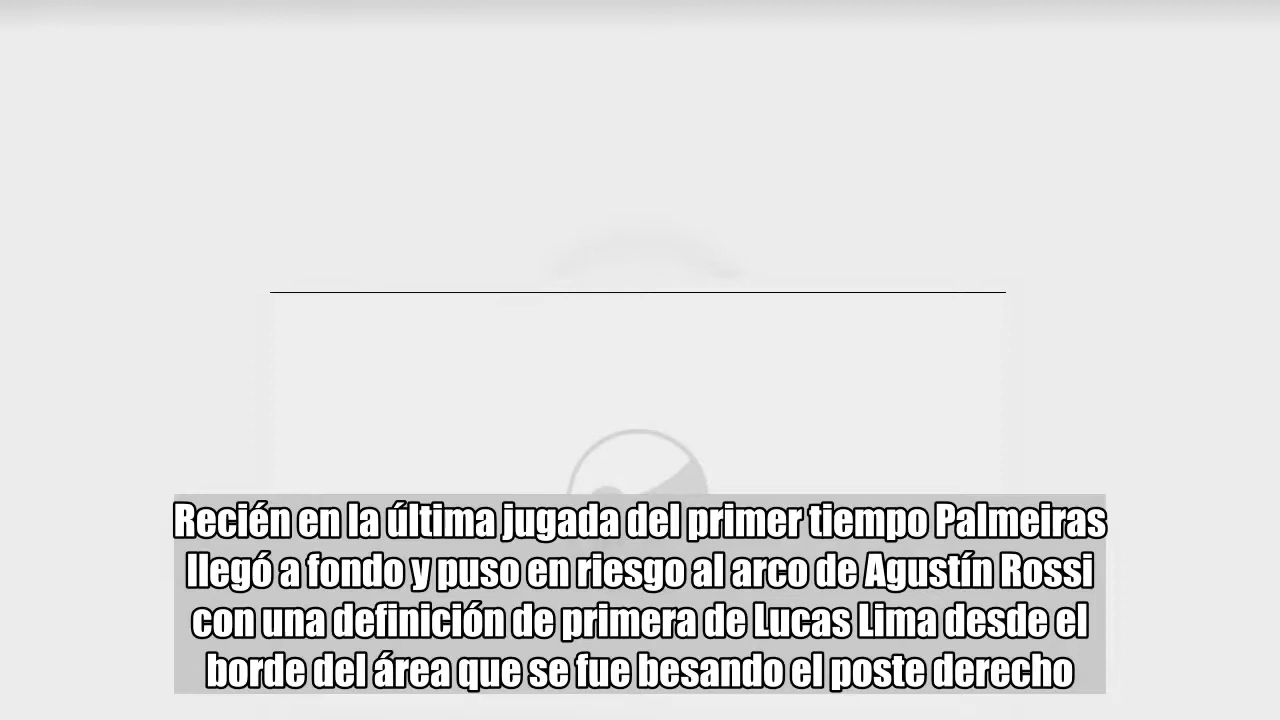 Recién en la última jugada del primer tiempo Palmeiras
llegó a fondo y puso en riesgo al arco de Agustín Rossi
con una definición de primera de Lucas Lima desde el
borde del área que se fue besando el poste derecho